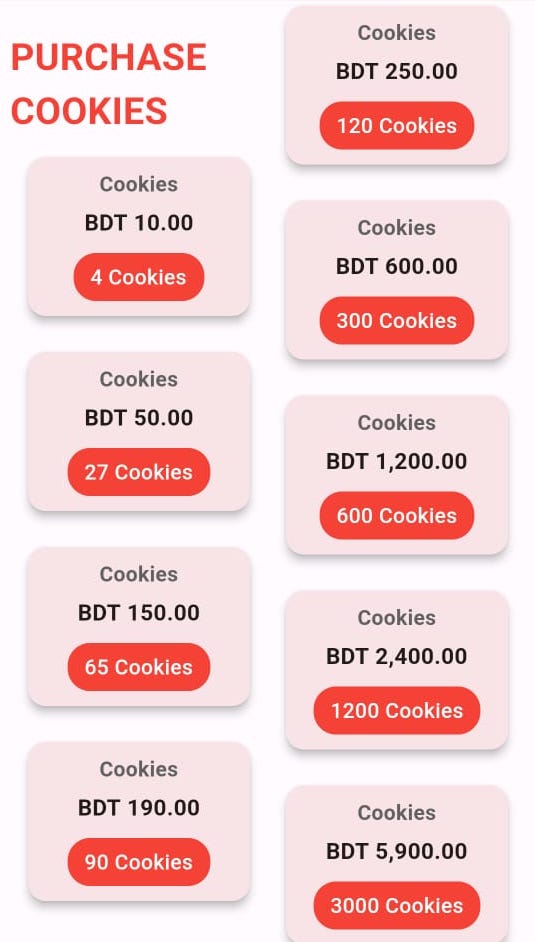 PURCHASE
COOKIES
Cookies
BDT 10.00
4 Cookies
Cookies
BDT 50.00
27 Cookies
Cookies
BDT 150.00
65 Cookies
Cookies
BDT 190.00
90 Cookies
Cookies
BDT 250.00
120 Cookies
Cookies
BDT 600.00
300 Cookies
Cookies
BDT 1,200.00
600 Cookies
Cookies
BDT 2,400.00
1200 Cookies
Cookies
BDT 5,900.00
3000 Cookies